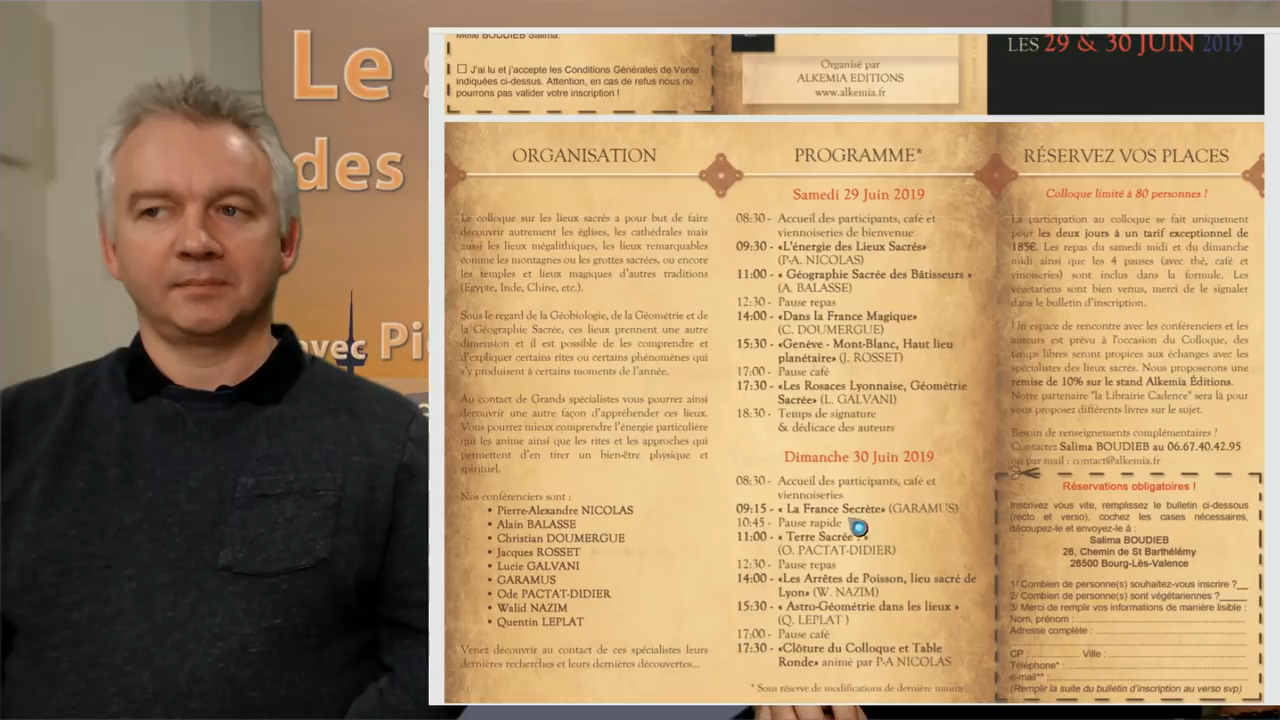 Le
des
avec Pi
Melle BOUDIEB Salima.
☐ J'ai lu et j'accepte les Conditions Générales de Vente
indiquées ci-dessus. Attention, en cas de refus nous ne
pourrons pas valider votre inscription !
Organisé par
ALKEMIA EDITIONS
www.alkemia.fr
LES 29 & 30 JUIN 2019
ORGANISATION
Le colloque sur les lieux sacrés a pour but de faire
découvrir autrement les églises, les cathédrales mais
aussi les lieux mégalithiques, les lieux remarquables
comme les montagnes ou les grottes sacrées, ou encore
les temples et lieux magiques d'autres traditions
(Egypte, Inde, Chine, etc.).
Sous le regard de la Géobiologie, de la Géométrie et de
la Géographie Sacrée, ces lieux prennent une autre
dimension et il est possible de les comprendre et
d'expliquer certains rites ou certains phénomènes qui
s'y produisent à certains moments de l'année.
Au contact de Grands spécialistes vous pourrez ainsi
découvrir une autre façon d'appréhender ces lieux.
Vous pourrez mieux comprendre l'énergie particulière
qui les anime ainsi que les rites et les approches qui
permettent d'en tirer un bien-être physique et
spirituel.
Nos conférenciers sont :
• Pierre-Alexandre NICOLAS
• Alain BALASSE
• Christian DOUMERGUE
• Jacques ROSSET
• Lucie GALVANI
• GARAMUS
• Ode PACTAT-DIDIER
• Walid NAZIM
• Quentin LEPLAT
Venez découvrir au contact de ces spécialistes leurs
dernières recherches et leurs dernières découvertes...
PROGRAMME*
Samedi 29 Juin 2019
08:30 - Accueil des participants, café et
viennoiseries de bienvenue
09:30 - «L'énergie des Lieux Sacrés»
(P-A. NICOLAS)
11:00 - « Géographie Sacrée des Bâtisseurs »
(A. BALASSE)
12:30 - Pause repas
14:00 - «Dans la France Magique»
(C. DOUMERGUE)
15:30 - «Genève - Mont-Blanc, Haut lieu
planétaire» (J. ROSSET)
17:00 - Pause café
17:30 - «Les Rosaces Lyonnaise, Géométrie
Sacrée» (L. GALVANI)
18:30 - Temps de signature
& dédicace des auteurs
Dimanche 30 Juin 2019
08:30 - Accueil des participants, café et
viennoiseries
09:15 - « La France Secrète» (GARAMUS)
10:45 - Pause rapide
11:00 - « Terre Sacrée ? »
(O. PACTAT-DIDIER)
12:30 - Pause repas
14:00 - «Les Arrêtes de Poisson, lieu sacré de
Lyon» (W. NAZIM)
15:30 - « Astro-Géométrie dans les lieux »
(Q. LEPLAT )
17:00 - Pause café
17:30 - «Clôture du Colloque et Table
Ronde» animé par P-A NICOLAS
* Sous réserve de modifications de dernière minute
RÉSERVEZ VOS PLACES
Colloque limité à 80 personnes !
La participation au colloque se fait uniquement
pour les deux jours à un tarif exceptionnel de
185€. Les repas du samedi midi et du dimanche
midi ainsi que les 4 pauses (avec thé, café et
vinoiseries) sont inclus dans la formule. Les
végétariens sont bien venus, merci de le signaler
dans le bulletin d'inscription.
Un espace de rencontre avec les conférenciers et les
auteurs est prévu à l'occasion du Colloque, des
temps libres seront propices aux échanges avec les
spécialistes des lieux sacrés. Nous proposerons une
remise de 10% sur le stand Alkemia Éditions.
Notre partenaire "la Librairie Cadence" sera là pour
vous proposez différents livres sur le sujet.
Besoin de renseignements complémentaires ?
Contactez Salima BOUDIEB au 06.67.40.42.95
ou par mail : contact@alkemia.fr
Réservations obligatoires !
Inscrivez vous vite, remplissez le bulletin ci-dessous
(recto et verso), cochez les cases nécessaires,
découpez-le et envoyez-le à :
Salima BOUDIEB
26, Chemin de St Barthélémy
26500 Bourg-Lès-Valence
1/ Combien de personne(s) souhaitez-vous inscrire ?__
2/ Combien de personne(s) sont végétariennes ?_____
3/ Merci de remplir vos informations de manière lisible :
Nom, prénom :
Adresse complète :
CP : Ville :
Téléphone* :
e-mail** :
(Remplir la suite du bulletin d'inscription au verso svp)